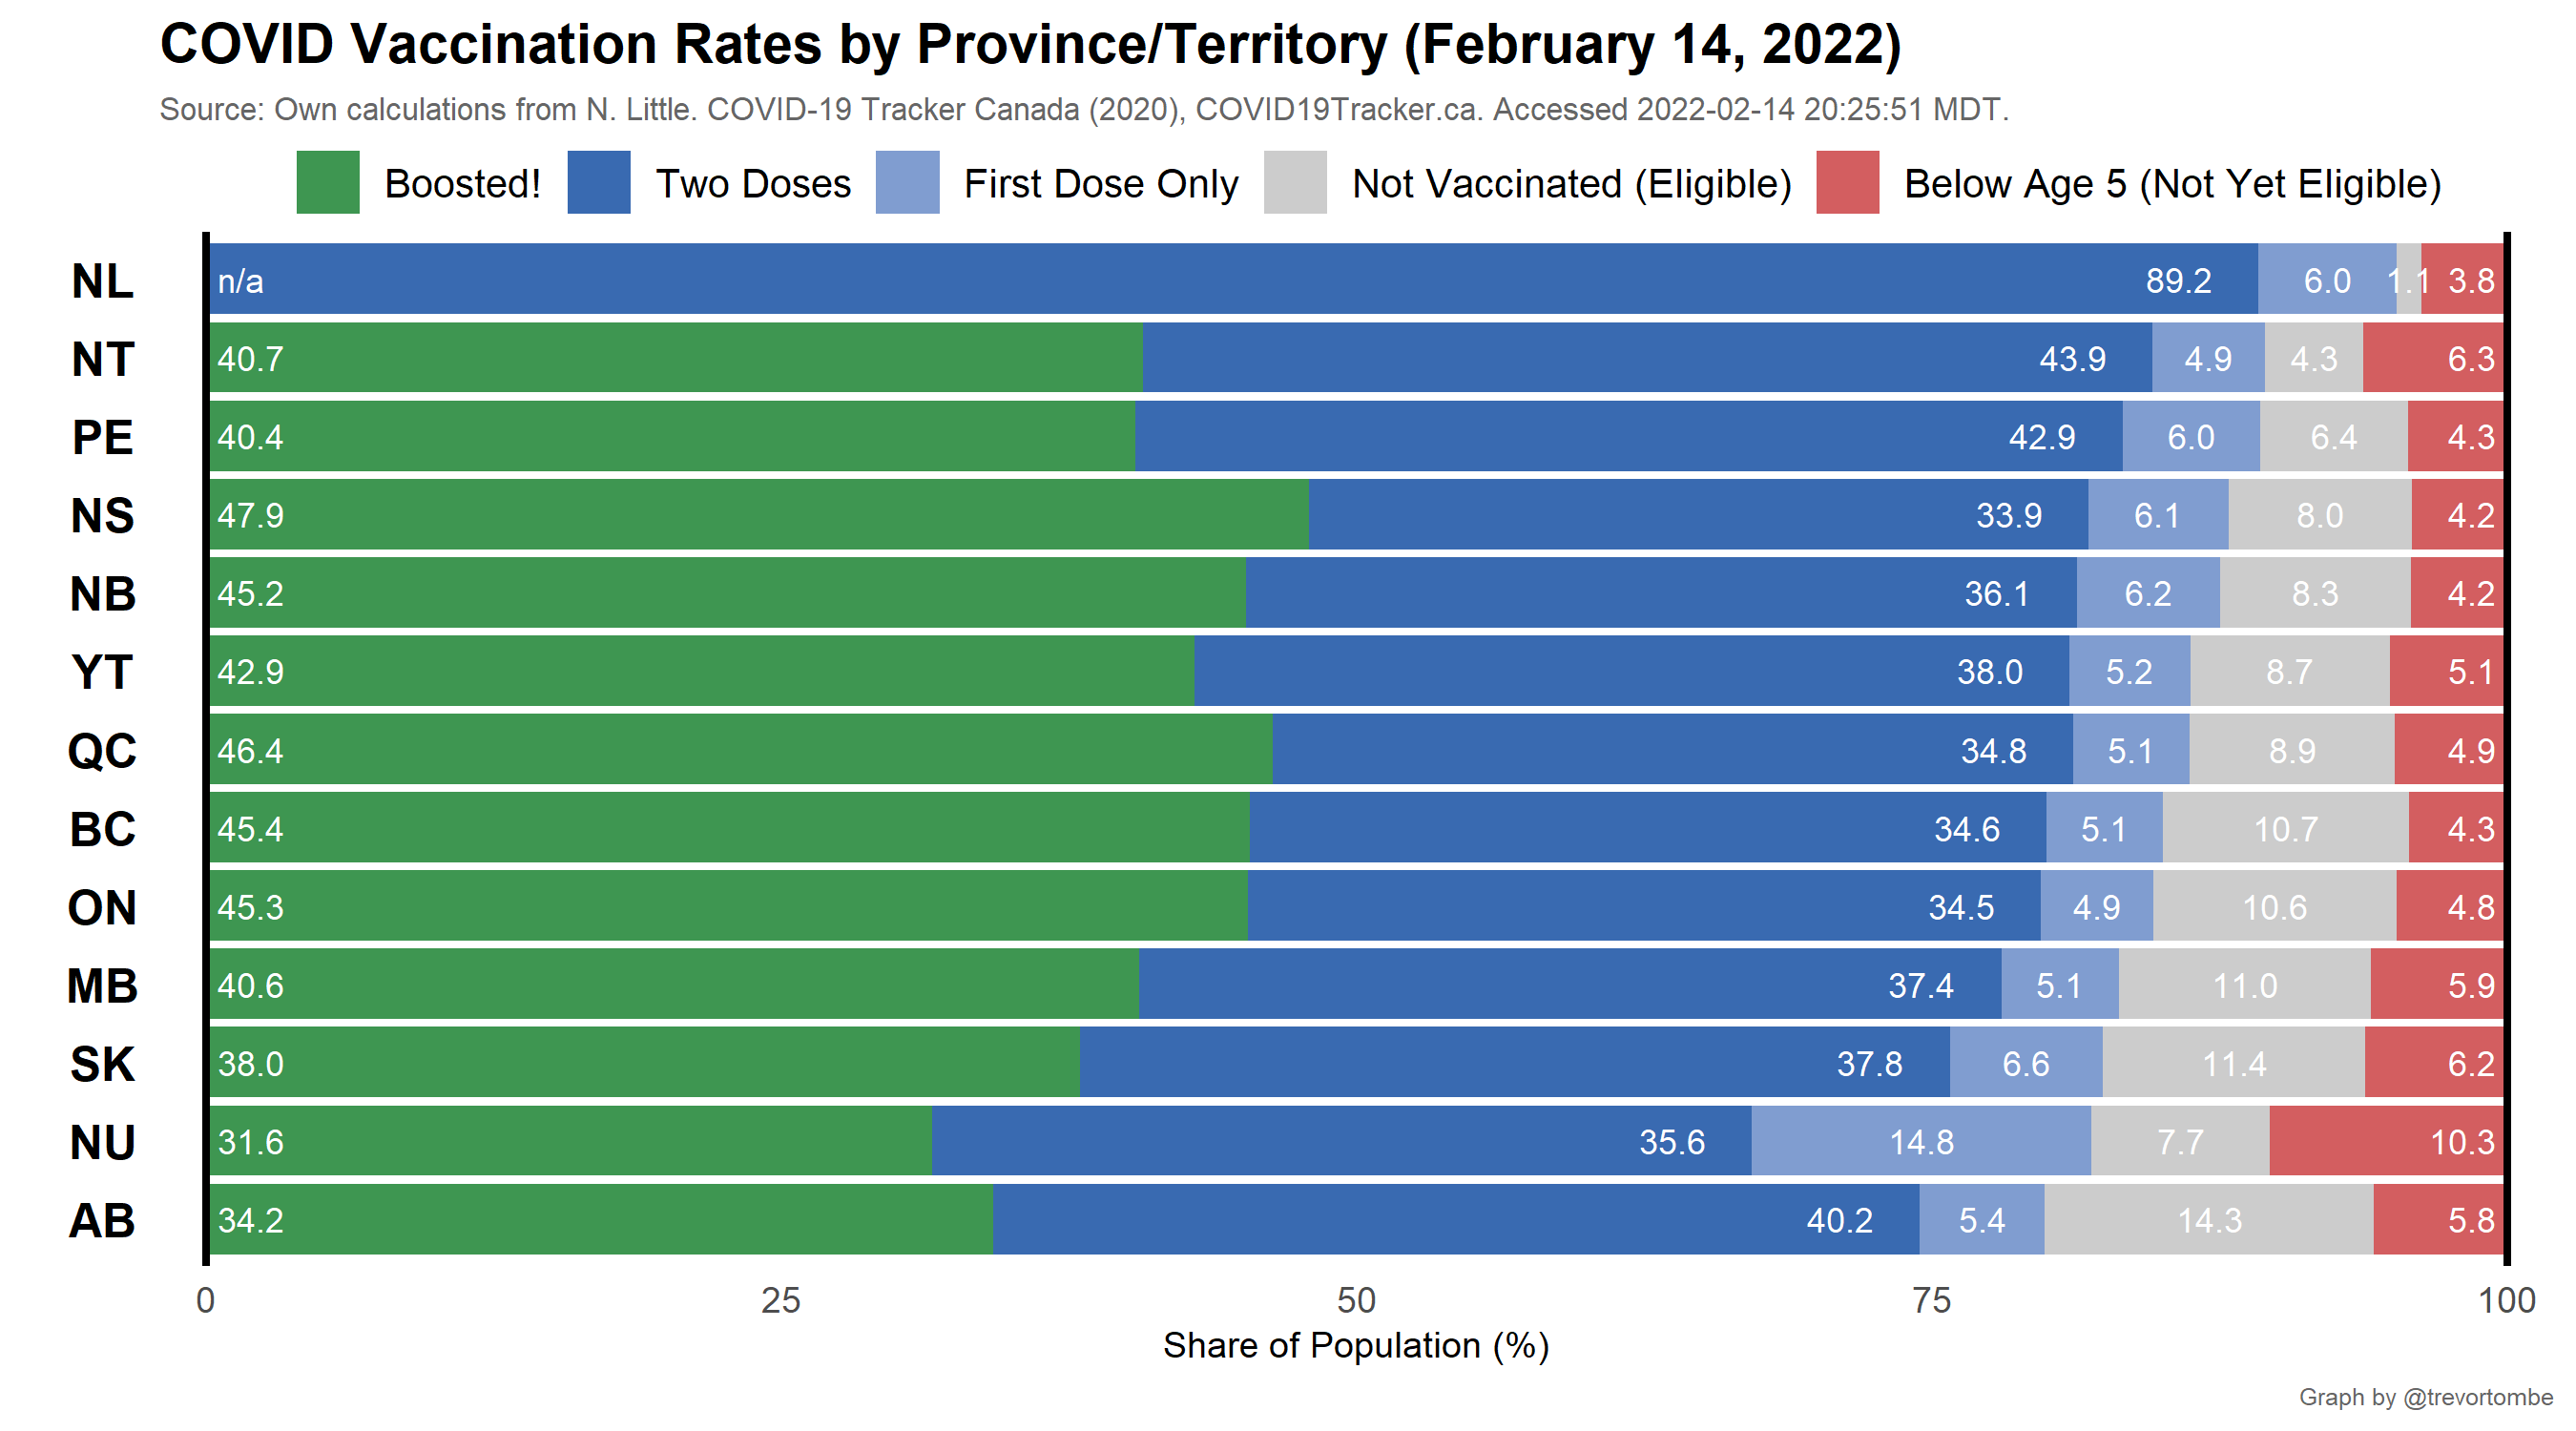 COVID Vaccination Rates by Province/Territory (February 14, 2022)
Source: Own calculations from N. Little. COVID-19 Tracker Canada (2020), COVID19Tracker.ca. Accessed 2022-02-14 20:25:51 MDT.
Boosted! Two Doses First Dose Only Not Vaccinated (Eligible) Below Age 5 (Not Yet Eligible)
NL n/a 89.2 6.0 1.1 3.8
NT 40.7 43.9 4.9 4.3 6.3
PE 40.4 42.9 6.0 6.4 4.3
NS 47.9 33.9 6.1 8.0 4.2
NB 45.2 36.1 6.2 8.3 4.2
YT 42.9 38.0 5.2 8.7 5.1
QC 46.4 34.8 5.1 8.9 4.9
BC 45.4 34.6 5.1 10.7 4.3
ON 45.3 34.5 4.9 10.6 4.8
MB 40.6 37.4 5.1 11.0 5.9
SK 38.0 37.8 6.6 11.4 6.2
NU 31.6 35.6 14.8 7.7 10.3
AB 34.2 40.2 5.4 14.3 5.8
0 25 50 75 100
Share of Population (%)
Graph by @trevortombe